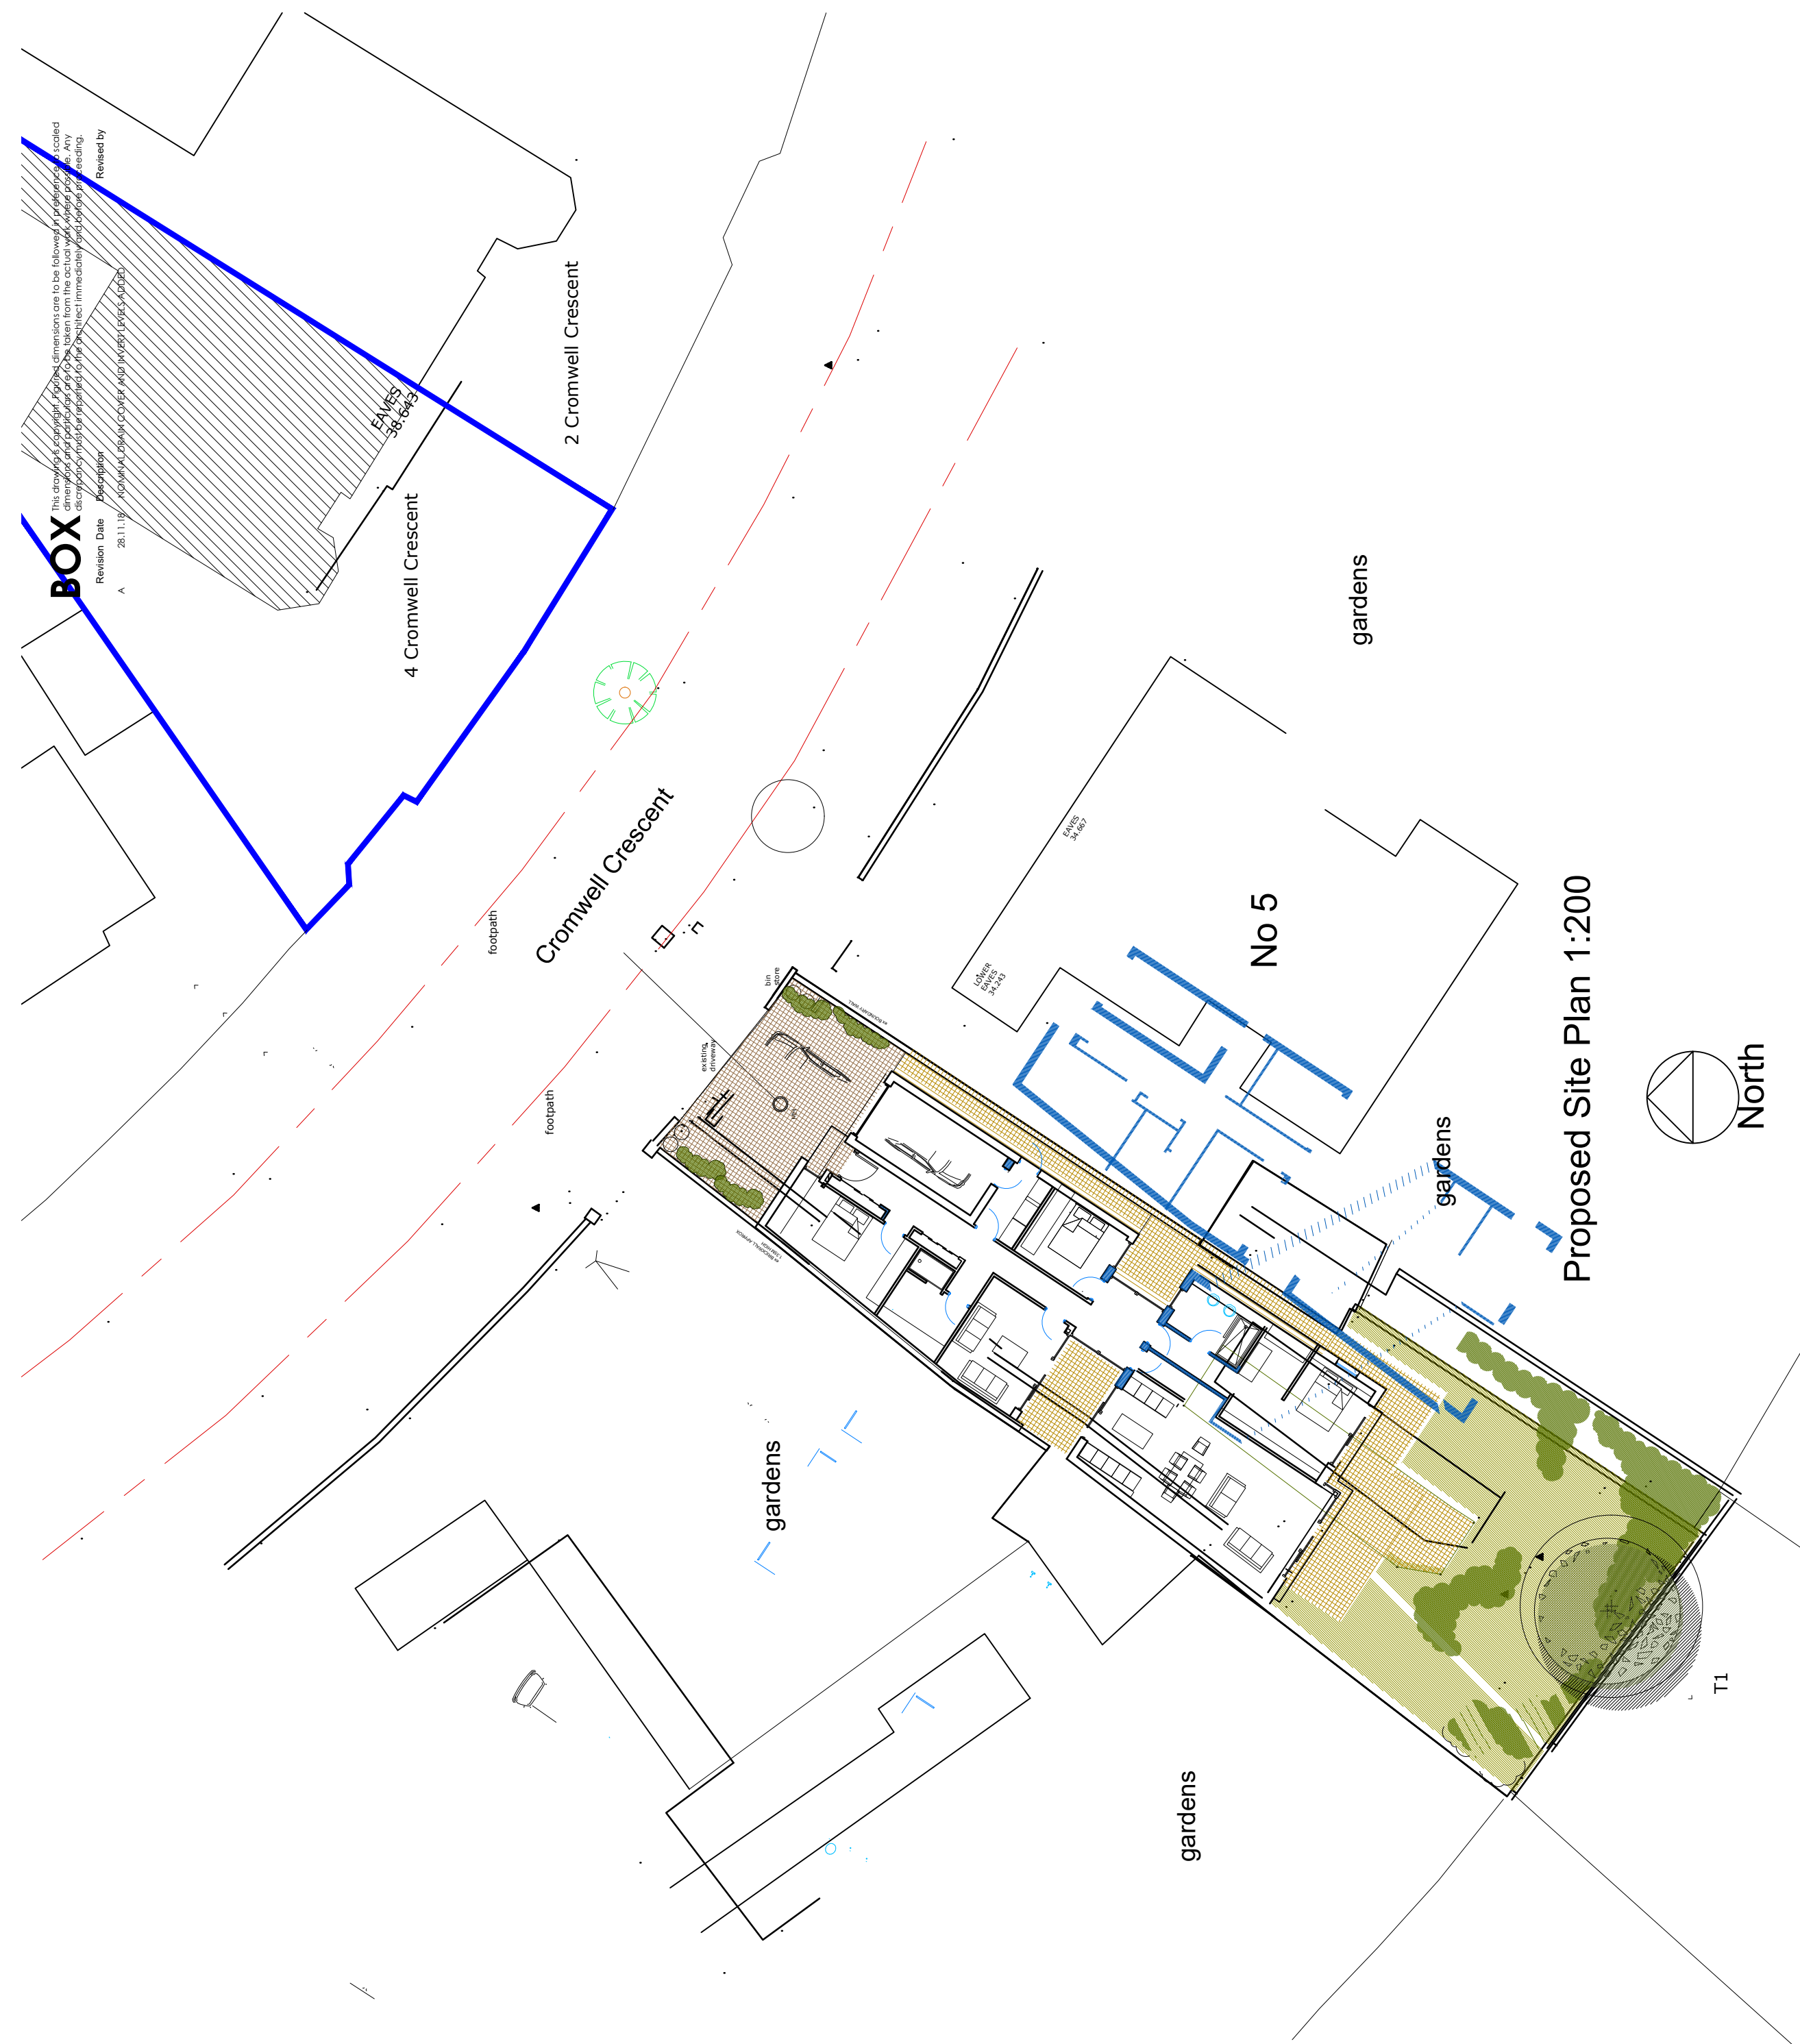 BOX
This drawing is copyright. Figured dimensions are to be followed in preference to scaled
dimensions and particulars are to be taken from the actual work where possible. Any
discrepancy must be reported to the architect immediately and before proceeding.
Revision Date Description Revised by
A 28.11.18 NOMINAL DRAIN COVER AND INVERT LEVELS ADDED
EAVES
38.643
2 Cromwell Crescent
4 Cromwell Crescent
Cromwell Crescent
footpath
footpath
bin
store
existing
driveway
ex BOUNDARY WALL
MH
EAVES
34.667
LOWER
EAVES
34.243
No 5
gardens
gardens
gardens
gardens
T1
Proposed Site Plan 1:200
North